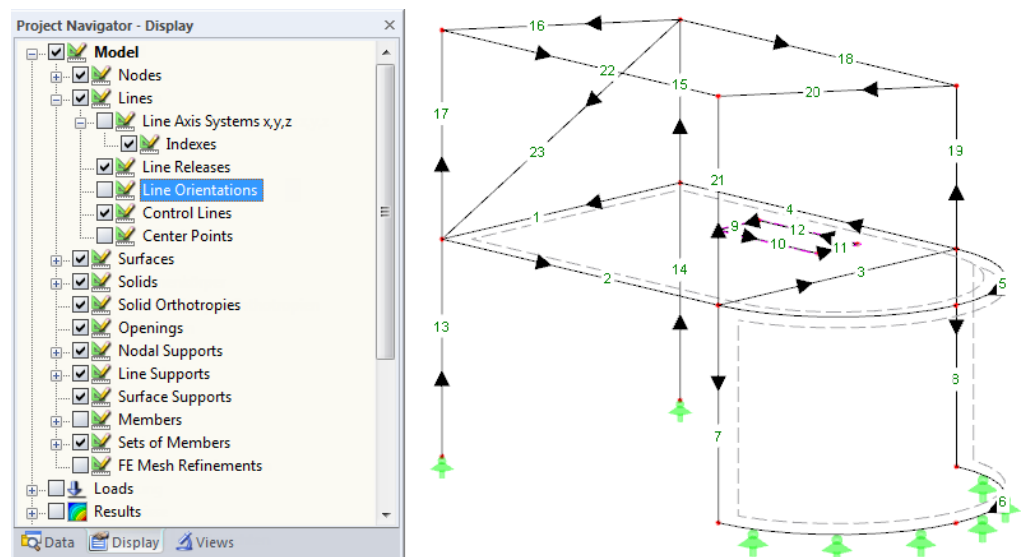 Project Navigator - Display
Model
Nodes
Lines
Line Axis Systems x,y,z
Indexes
Line Releases
Line Orientations
Control Lines
Center Points
Surfaces
Solids
Solid Orthotropies
Openings
Nodal Supports
Line Supports
Surface Supports
Members
Sets of Members
FE Mesh Refinements
Loads
Results
Data Display Views
16
18
22
15
20
17
19
23
21
1
4
9
12
10
11
3
2
14
5
13
8
7
6